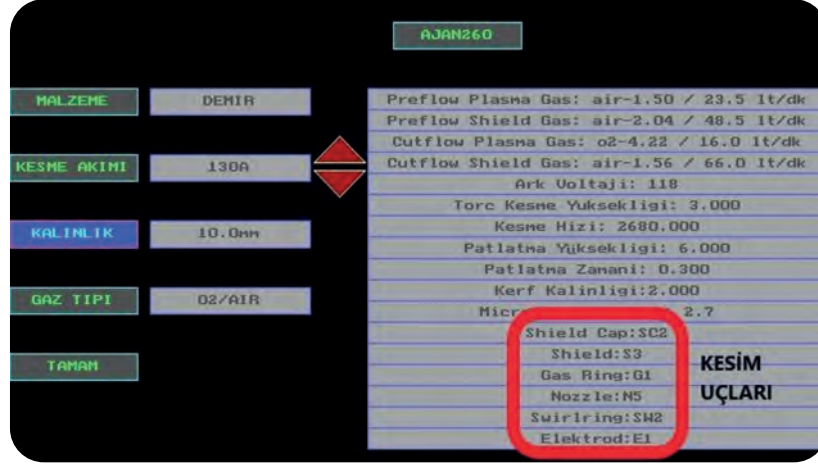 AJAN260
MALZEME DEMIR
KESME AKIMI 130A
KALINLIK 10.0mm
GAZ TIPI O2/AIR
TAMAM
Preflow Plasma Gas: air-1.50 / 23.5 lt/dk
Preflow Shield Gas: air-2.04 / 48.5 lt/dk
Cutflow Plasma Gas: o2-4.22 / 16.0 lt/dk
Cutflow Shield Gas: air-1.56 / 66.0 lt/dk
Ark Voltaji: 118
Torc Kesme Yuksekligi: 3.000
Kesme Hizi: 2680.000
Patlatma Yüksekligi: 6.000
Patlatma Zamani: 0.300
Kerf Kalinligi:2.000
2.7
Shield Cap:SC2
Shield:S3
Gas Ring:G1
Nozzle:N5
Swirlring:SW2
Elektrod:E1
KESİM
UÇLARI